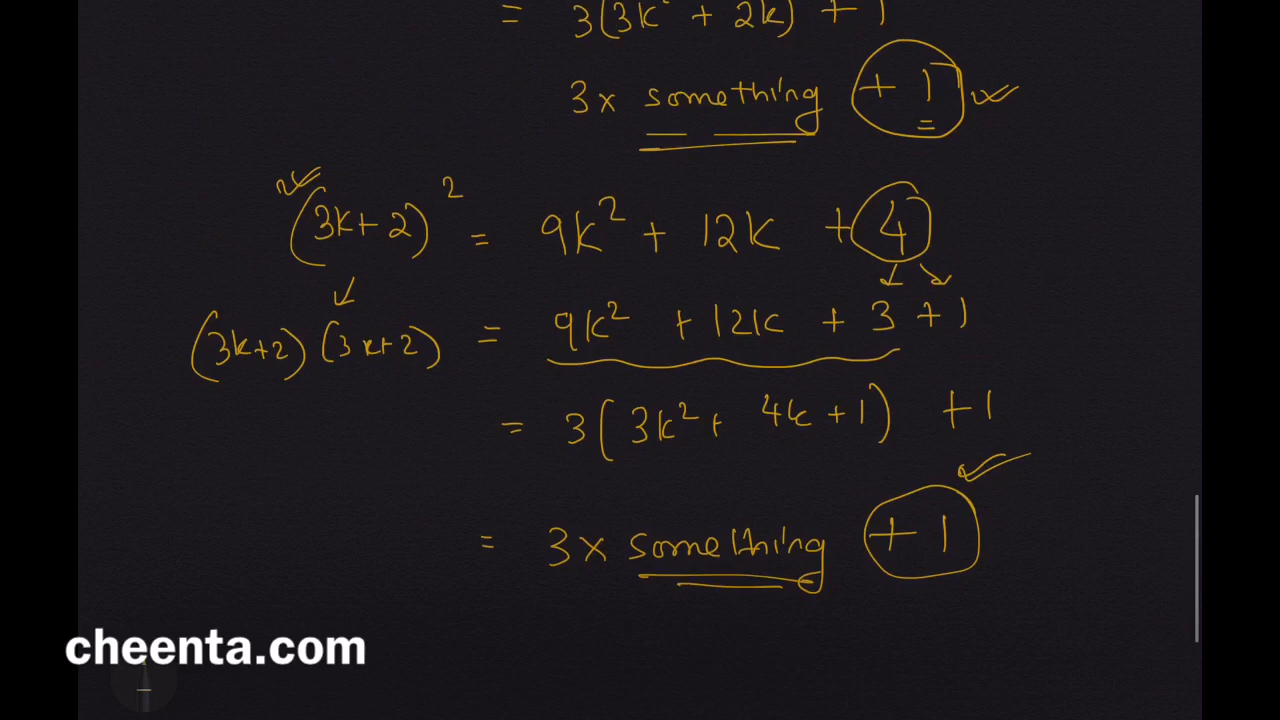 = 3(3k² + 2k) + 1
3 x something + 1
(3k+2)² = 9k² + 12k + 4
(3k+2)(3k+2) = 9k² + 12k + 3 + 1
= 3(3k² + 4k + 1) + 1
= 3 x something + 1
cheenta.com